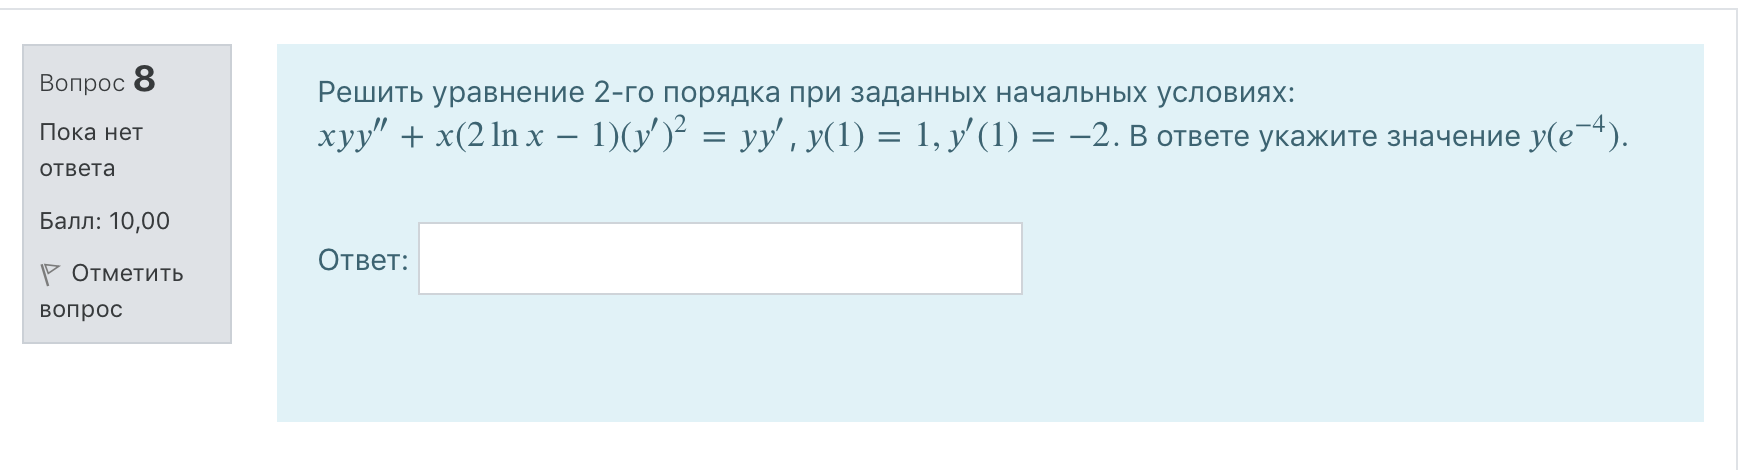 Вопрос 8
Пока нет
ответа
Балл: 10,00
Отметить
вопрос
Решить уравнение 2-го порядка при заданных начальных условиях:
xyy″ + x(2 ln x − 1)(y′)² = yy′, y(1) = 1, y′(1) = −2. В ответе укажите значение y(e⁻⁴).
Ответ: